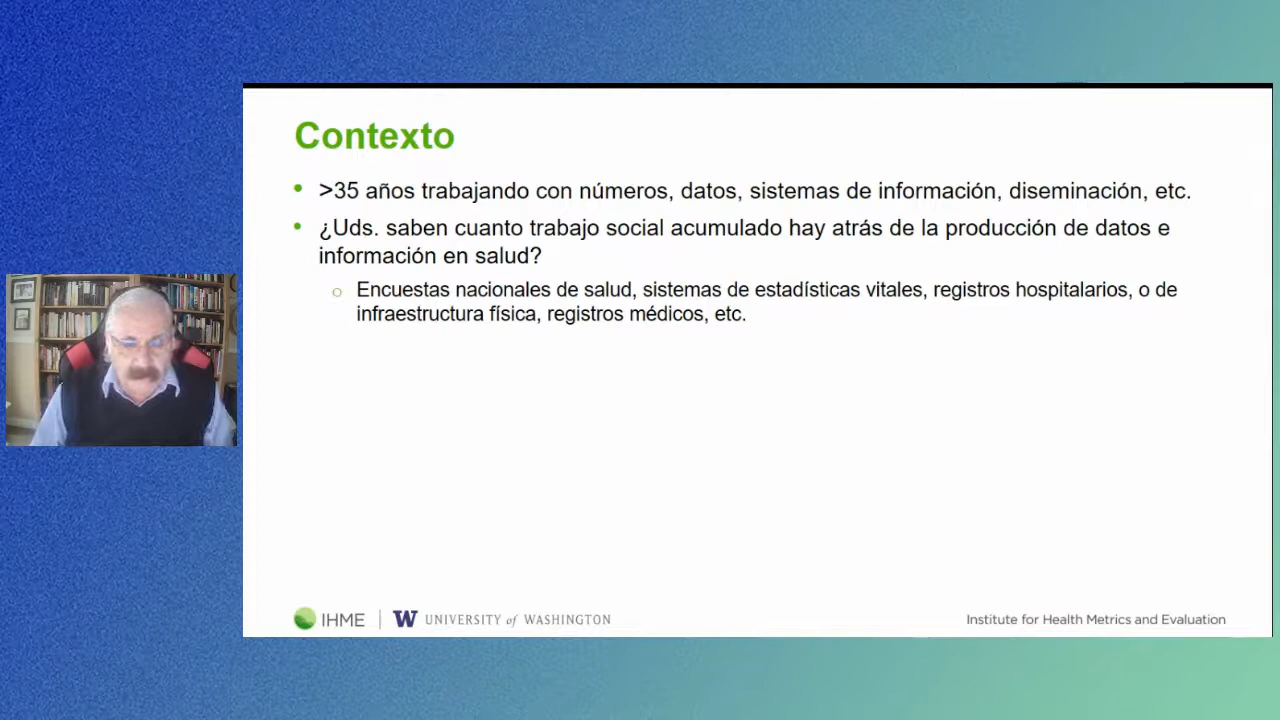 Contexto
• >35 años trabajando con números, datos, sistemas de información, diseminación, etc.
• ¿Uds. saben cuanto trabajo social acumulado hay atrás de la producción de datos e
información en salud?
○ Encuestas nacionales de salud, sistemas de estadísticas vitales, registros hospitalarios, o de
infraestructura física, registros médicos, etc.
IHME | W UNIVERSITY of WASHINGTON
Institute for Health Metrics and Evaluation